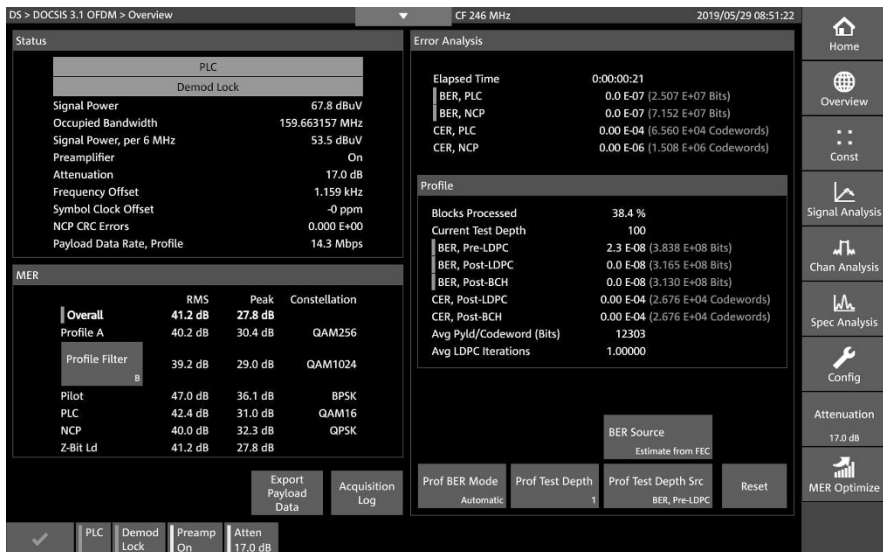 DS > DOCSIS 3.1 OFDM > Overview CF 246 MHz 2019/05/29 08:51:22
Status
PLC
Demod Lock
Signal Power 67.8 dBuV
Occupied Bandwidth 159.663157 MHz
Signal Power, per 6 MHz 53.5 dBuV
Preamplifier On
Attenuation 17.0 dB
Frequency Offset 1.159 kHz
Symbol Clock Offset -0 ppm
NCP CRC Errors 0.000 E+00
Payload Data Rate, Profile 14.3 Mbps
MER
RMS Peak Constellation
Overall 41.2 dB 27.8 dB
Profile A 40.2 dB 30.4 dB QAM256
Profile Filter B 39.2 dB 29.0 dB QAM1024
Pilot 47.0 dB 36.1 dB BPSK
PLC 42.4 dB 31.0 dB QAM16
NCP 40.0 dB 32.3 dB QPSK
Z-Bit Ld 41.2 dB 27.8 dB
Export
Payload
Data
Acquisition
Log
Error Analysis
Elapsed Time 0:00:00:21
BER, PLC 0.0 E-07 (2.507 E+07 Bits)
BER, NCP 0.0 E-07 (7.152 E+07 Bits)
CER, PLC 0.00 E-04 (6.560 E+04 Codewords)
CER, NCP 0.00 E-06 (1.508 E+06 Codewords)
Profile
Blocks Processed 38.4 %
Current Test Depth 100
BER, Pre-LDPC 2.3 E-08 (3.838 E+08 Bits)
BER, Post-LDPC 0.0 E-08 (3.165 E+08 Bits)
BER, Post-BCH 0.0 E-08 (3.130 E+08 Bits)
CER, Post-LDPC 0.00 E-04 (2.676 E+04 Codewords)
CER, Post-BCH 0.00 E-04 (2.676 E+04 Codewords)
Avg Pyld/Codeword (Bits) 12303
Avg LDPC Iterations 1.00000
BER Source
Estimate from FEC
Prof BER Mode
Automatic
Prof Test Depth
1
Prof Test Depth Src
BER, Pre-LDPC
Reset
Home
Overview
Const
Signal Analysis
Chan Analysis
Spec Analysis
Config
Attenuation
17.0 dB
MER Optimize
PLC
Demod
Lock
Preamp
On
Atten
17.0 dB